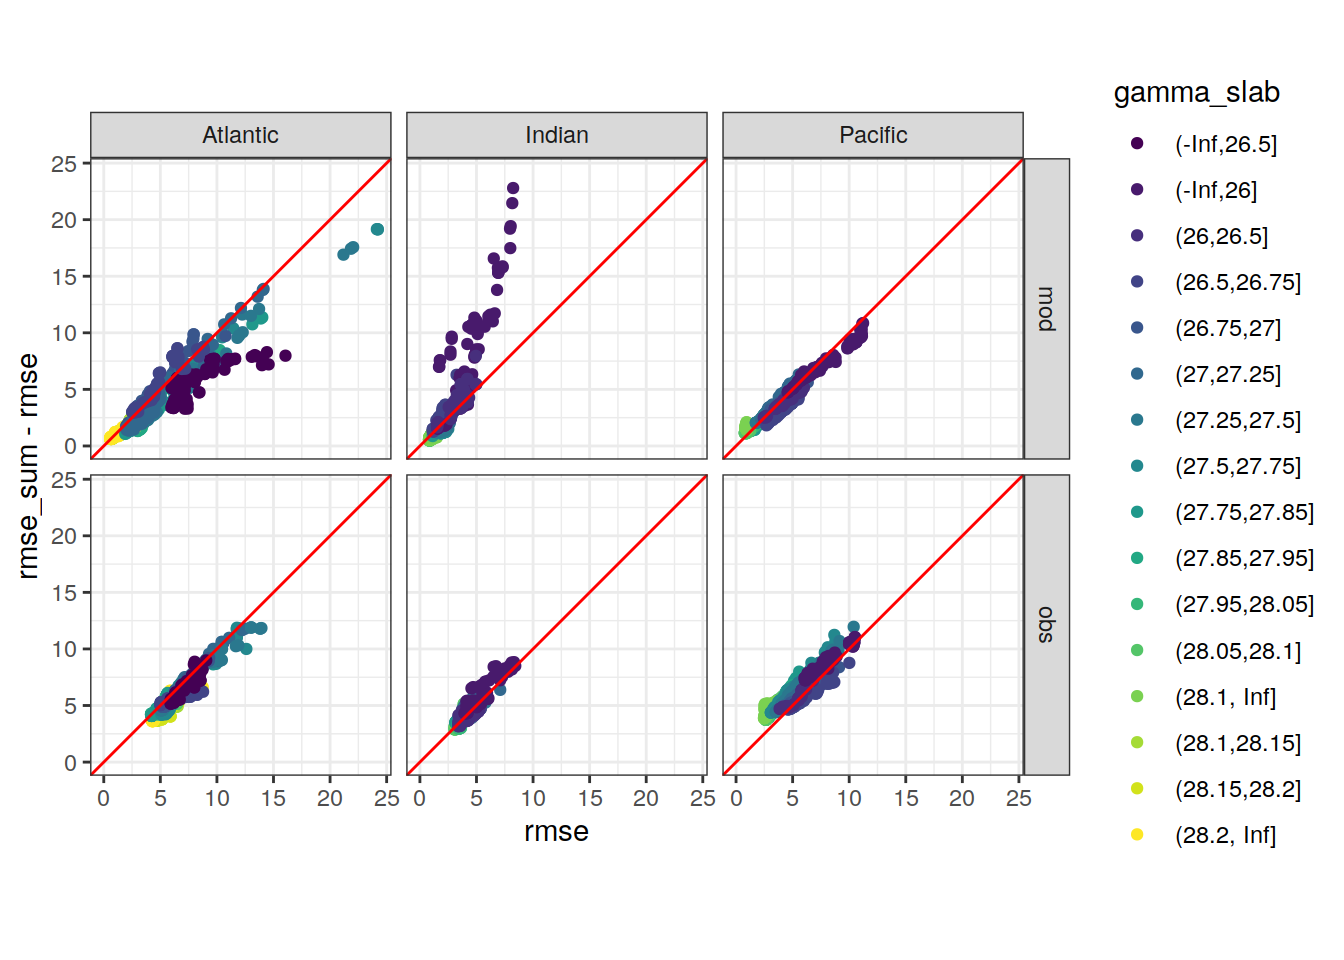 gamma_slab
Atlantic
Indian
Pacific
(-Inf,26.5]
(-Inf,26]
(26,26.5]
(26.5,26.75]
(26.75,27]
(27,27.25]
(27.25,27.5]
(27.5,27.75]
(27.75,27.85]
(27.85,27.95]
(27.95,28.05]
(28.05,28.1]
(28.1, Inf]
(28.1,28.15]
(28.15,28.2]
(28.2, Inf]
mod
obs
rmse_sum - rmse
25
20
15
10
5
0
25
20
15
10
5
0
0 5 10 15 20 25 0 5 10 15 20 25 0 5 10 15 20 25
rmse